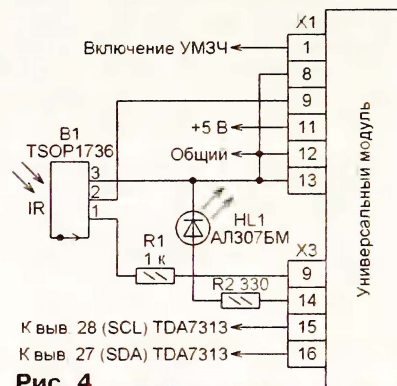 X1
Включение УМЗЧ
1
8
9
B1
TSOP1736
+5 В
11
Общий
12
3
13
2
IR
1
HL1
АЛ307БМ
R1
1 к
X3
9
R2 330
14
К выв. 28 (SCL) TDA7313
15
К выв. 27 (SDA) TDA7313
16
Универсальный модуль
Рис. 4